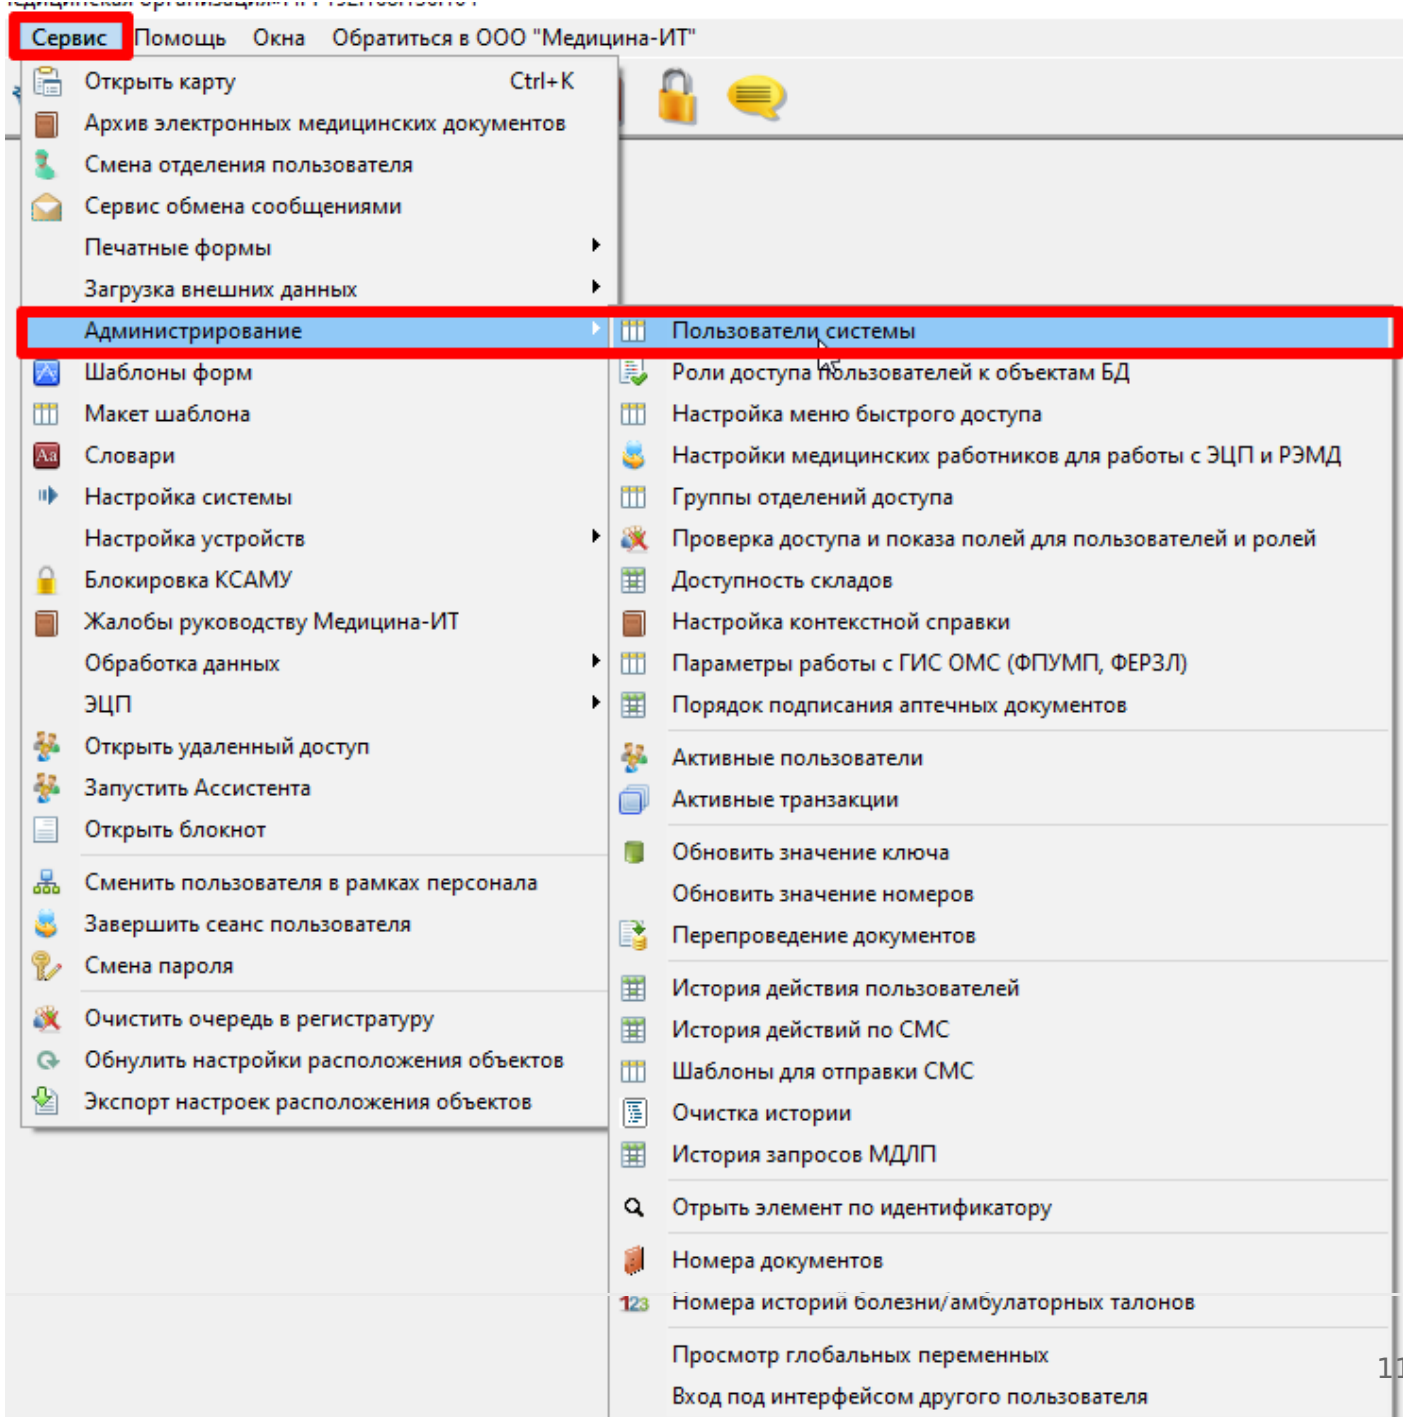 Сервис Помощь Окна Обратиться в ООО "Медицина-ИТ"
Открыть карту Ctrl+K
Архив электронных медицинских документов
Смена отделения пользователя
Сервис обмена сообщениями
Печатные формы
Загрузка внешних данных
Администрирование
Шаблоны форм
Макет шаблона
Aa Словари
Настройка системы
Настройка устройств
Блокировка КСАМУ
Жалобы руководству Медицина-ИТ
Обработка данных
ЭЦП
Открыть удаленный доступ
Запустить Ассистента
Открыть блокнот
Сменить пользователя в рамках персонала
Завершить сеанс пользователя
Смена пароля
Очистить очередь в регистратуру
Обнулить настройки расположения объектов
Экспорт настроек расположения объектов
Пользователи системы
Роли доступа пользователей к объектам БД
Настройка меню быстрого доступа
Настройки медицинских работников для работы с ЭЦП и РЭМД
Группы отделений доступа
Проверка доступа и показа полей для пользователей и ролей
Доступность складов
Настройка контекстной справки
Параметры работы с ГИС ОМС (ФПУМП, ФЕРЗЛ)
Порядок подписания аптечных документов
Активные пользователи
Активные транзакции
Обновить значение ключа
Обновить значение номеров
Перепроведение документов
История действия пользователей
История действий по СМС
Шаблоны для отправки СМС
Очистка истории
История запросов МДЛП
Отрыть элемент по идентификатору
Номера документов
123 Номера историй болезни/амбулаторных талонов
Просмотр глобальных переменных
Вход под интерфейсом другого пользователя
11